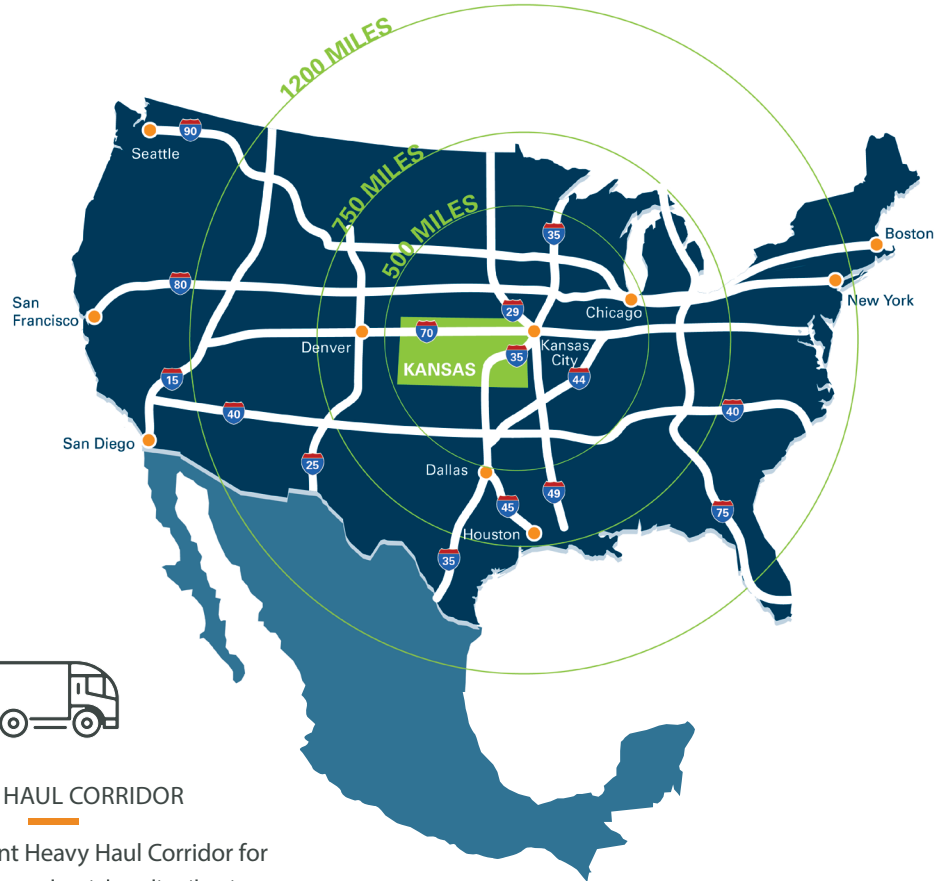 1200 MILES
750 MILES
500 MILES
90
Seattle
35
Boston
80
New York
San
Francisco
Chicago
29
70
Denver
Kansas
City
35
KANSAS
44
15
40
40
San Diego
25
Dallas
49
45
75
Houston
35
HAUL CORRIDOR
nt Heavy Haul Corridor for